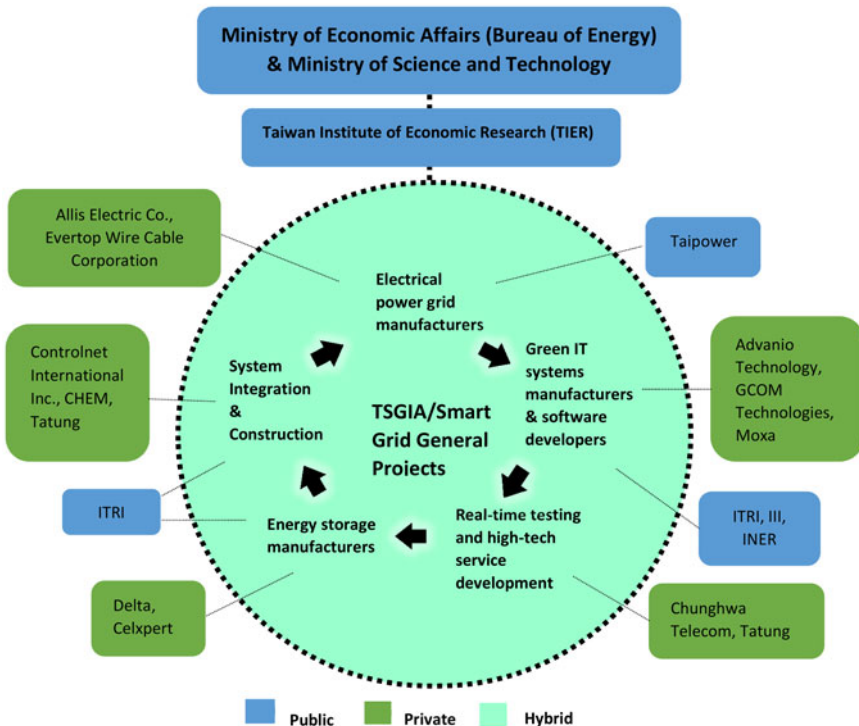 Ministry of Economic Affairs (Bureau of Energy)
& Ministry of Science and Technology
Taiwan Institute of Economic Research (TIER)
Allis Electric Co.,
Evertop Wire Cable
Corporation
Taipower
Electrical
power grid
manufacturers
Controlnet
International
Inc., CHEM,
Tatung
System
Integration
&
Construction
Green IT
systems
manufacturers
& software
developers
Advanio
Technology,
GCOM
Technologies,
Moxa
TSGIA/Smart
Grid General
Projects
ITRI
Energy storage
manufacturers
Real-time testing
and high-tech
service
development
ITRI, III,
INER
Delta,
Celxpert
Chunghwa
Telecom, Tatung
Public
Private
Hybrid